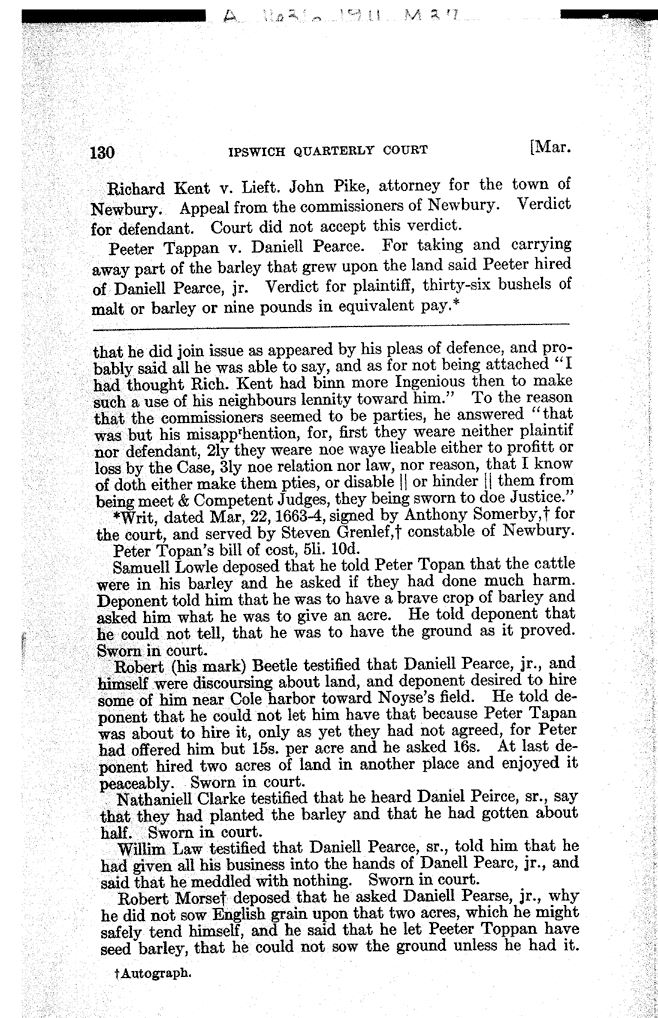 A 11831.0 1911 M27
130 IPSWICH QUARTERLY COURT [Mar.
Richard Kent v. Lieft. John Pike, attorney for the town of
Newbury. Appeal from the commissioners of Newbury. Verdict
for defendant. Court did not accept this verdict.
Peeter Tappan v. Daniell Pearce. For taking and carrying
away part of the barley that grew upon the land said Peeter hired
of Daniell Pearce, jr. Verdict for plaintiff, thirty-six bushels of
malt or barley or nine pounds in equivalent pay.*
that he did join issue as appeared by his pleas of defence, and pro-
bably said all he was able to say, and as for not being attached "I
had thought Rich. Kent had binn more Ingenious then to make
such a use of his neighbours lennity toward him." To the reason
that the commissioners seemed to be parties, he answered "that
was but his misappʳhention, for, first they weare neither plaintif
nor defendant, 2ly they weare noe waye lieable either to profitt or
loss by the Case, 3ly noe relation nor law, nor reason, that I know
of doth either make them pties, or disable || or hinder || them from
being meet & Competent Judges, they being sworn to doe Justice."
*Writ, dated Mar, 22, 1663-4, signed by Anthony Somerby,† for
the court, and served by Steven Grenlef,† constable of Newbury.
Peter Topan's bill of cost, 5li. 10d.
Samuell Lowle deposed that he told Peter Topan that the cattle
were in his barley and he asked if they had done much harm.
Deponent told him that he was to have a brave crop of barley and
asked him what he was to give an acre. He told deponent that
he could not tell, that he was to have the ground as it proved.
Sworn in court.
Robert (his mark) Beetle testified that Daniell Pearce, jr., and
himself were discoursing about land, and deponent desired to hire
some of him near Cole harbor toward Noyse's field. He told de-
ponent that he could not let him have that because Peter Tapan
was about to hire it, only as yet they had not agreed, for Peter
had offered him but 15s. per acre and he asked 16s. At last de-
ponent hired two acres of land in another place and enjoyed it
peaceably. Sworn in court.
Nathaniell Clarke testified that he heard Daniel Peirce, sr., say
that they had planted the barley and that he had gotten about
half. Sworn in court.
Willim Law testified that Daniell Pearce, sr., told him that he
had given all his business into the hands of Danell Pearc, jr., and
said that he meddled with nothing. Sworn in court.
Robert Morse† deposed that he asked Daniell Pearse, jr., why
he did not sow English grain upon that two acres, which he might
safely tend himself, and he said that he let Peeter Toppan have
seed barley, that he could not sow the ground unless he had it.
†Autograph.